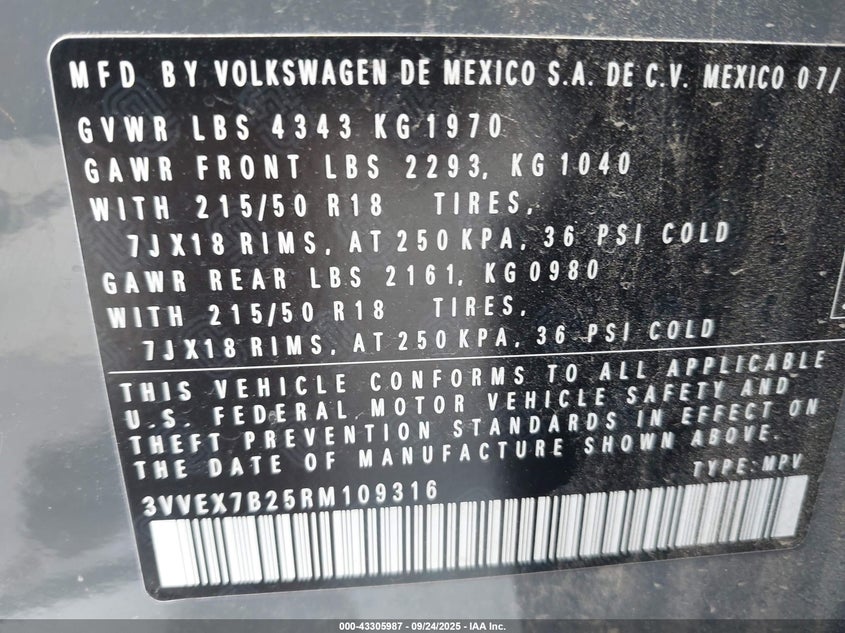 MFD BY VOLKSWAGEN DE MEXICO S.A. DE C.V. MEXICO 07/
GVWR LBS 4343 KG 1970
GAWR FRONT LBS 2293, KG 1040
WITH 215/50 R18 TIRES,
7JX18 RIMS, AT 250 KPA, 36 PSI COLD
GAWR REAR LBS 2161, KG 0980
WITH 215/50 R18 TIRES,
7JX18 RIMS, AT 250 KPA, 36 PSI COLD
THIS VEHICLE CONFORMS TO ALL APPLICABLE
U.S. FEDERAL MOTOR VEHICLE SAFETY AND
THEFT PREVENTION STANDARDS IN EFFECT ON
THE DATE OF MANUFACTURE SHOWN ABOVE.
TYPE: MPV
3VVEX7B25RM109316
000-43305987 - 09/24/2025 - IAA Inc.